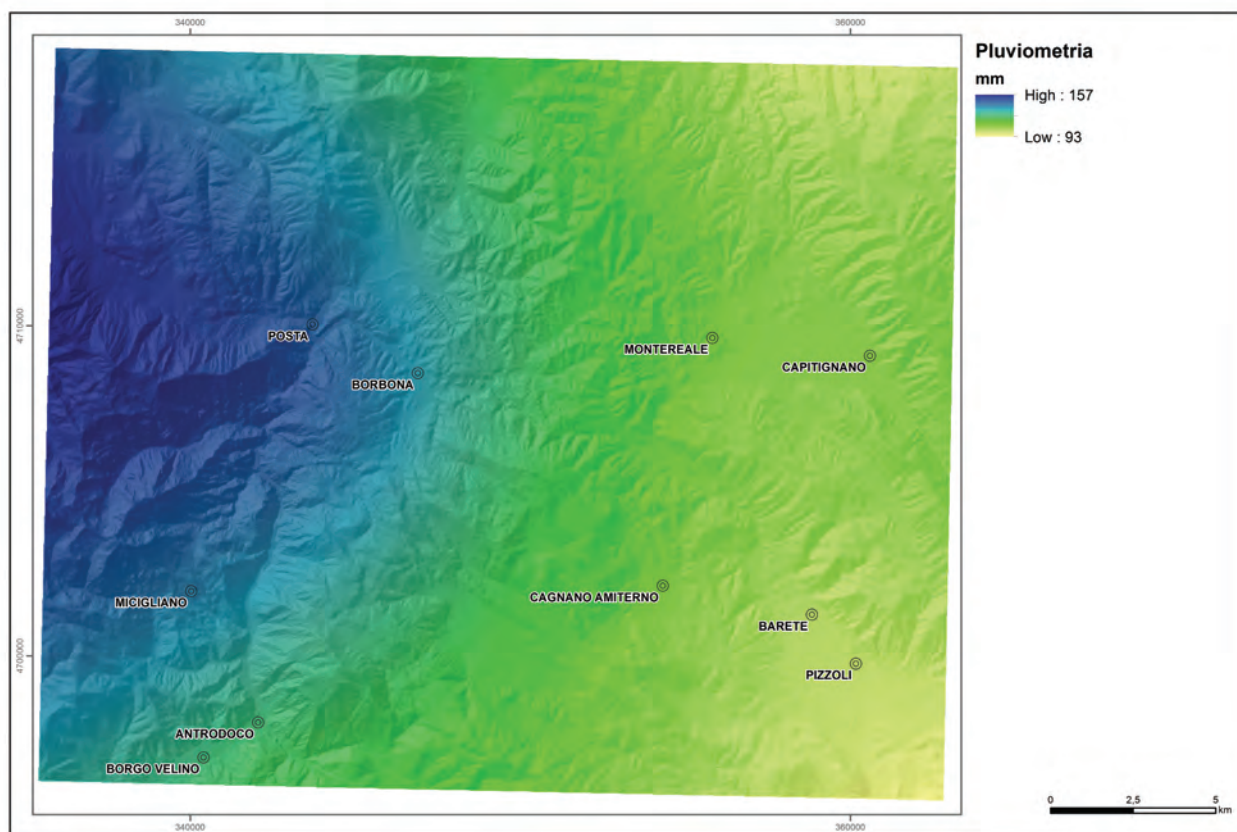 340000
360000
Pluviometria
mm
High : 157
Low : 93
4710000
POSTA
MONTEREALE
CAPITIGNANO
BORBONA
MICIGLIANO
CAGNANO AMITERNO
BARETE
4700000
PIZZOLI
ANTRODOCO
BORGO VELINO
0
2,5
5
km
340000
360000